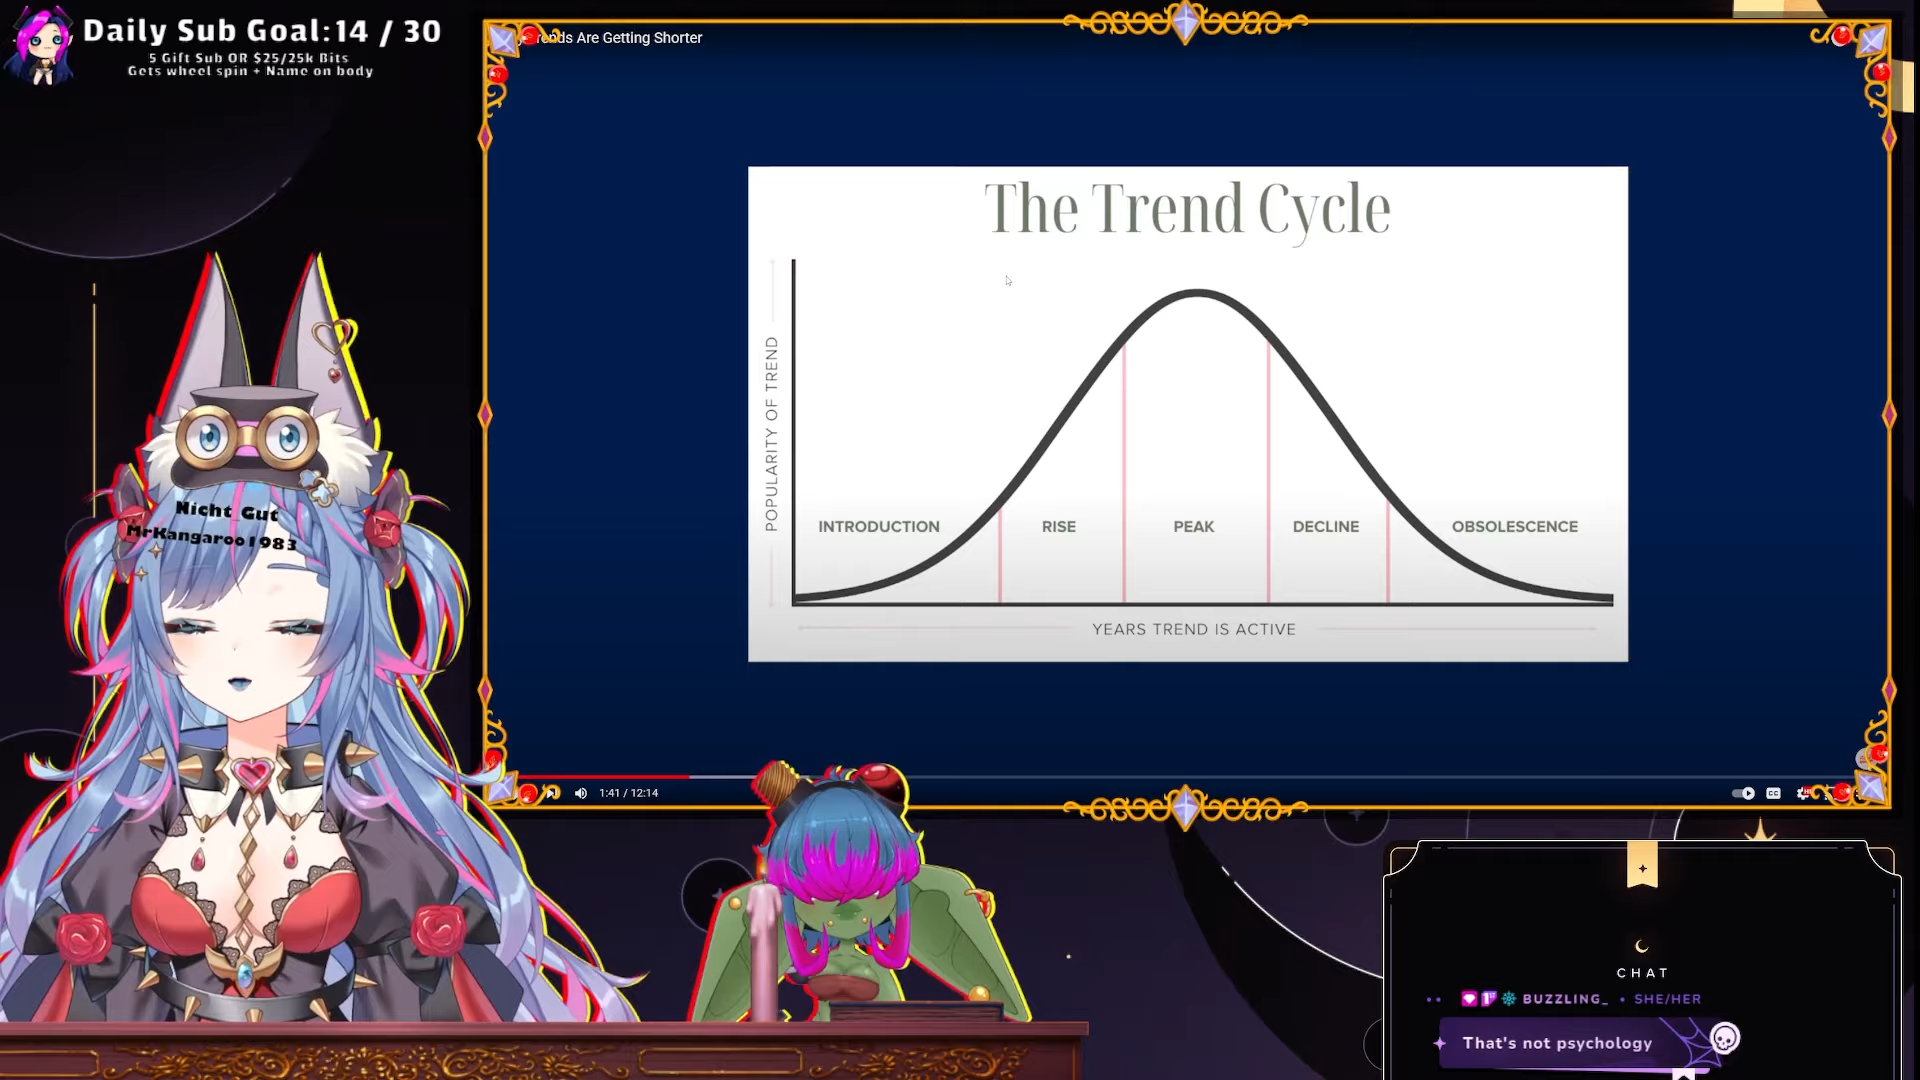 Daily Sub Goal:14 / 30
5 Gift Sub OR $25/25k Bits
Gets wheel spin + Name on body
Trends Are Getting Shorter
The Trend Cycle
POPULARITY OF TREND
INTRODUCTION
RISE
PEAK
DECLINE
OBSOLESCENCE
YEARS TREND IS ACTIVE
1:41 / 12:14
CC
Nicht Gut
MrKangaroo1983
CHAT
BUZZLING_ • SHE/HER
That's not psychology